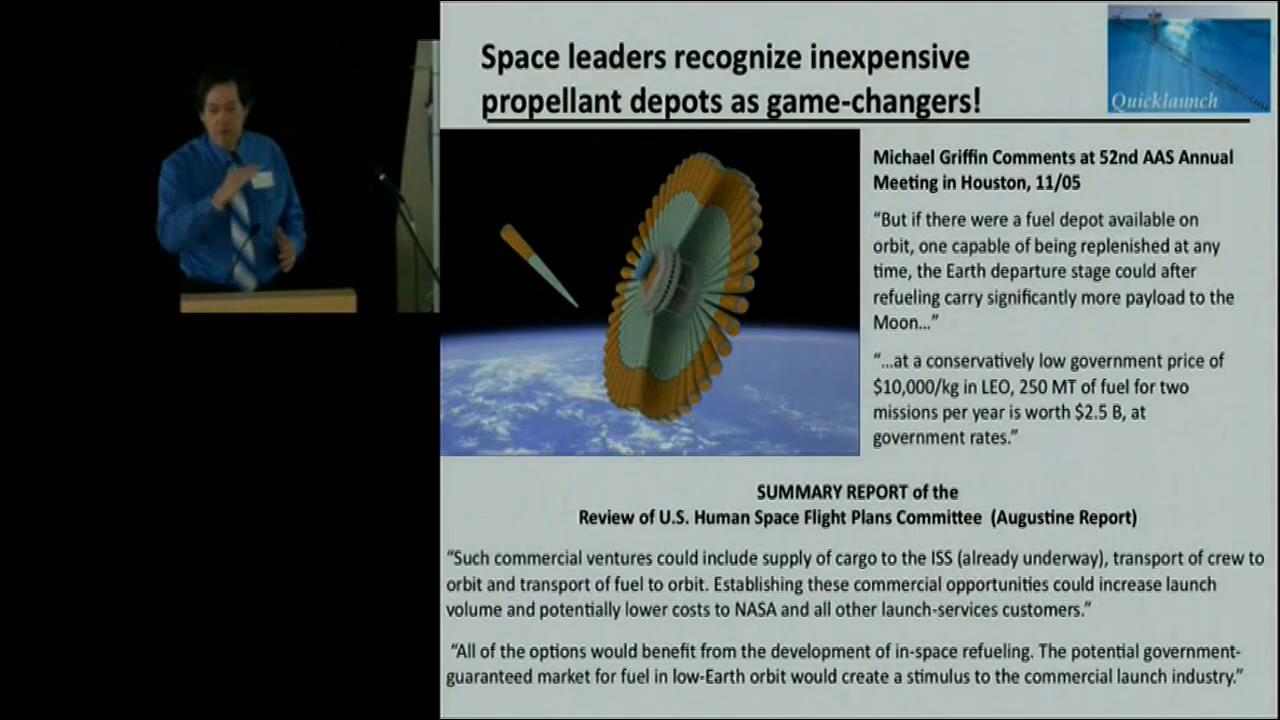 Space leaders recognize inexpensive
propellant depots as game-changers!
Quicklaunch
Michael Griffin Comments at 52nd AAS Annual
Meeting in Houston, 11/05
“But if there were a fuel depot available on
orbit, one capable of being replenished at any
time, the Earth departure stage could after
refueling carry significantly more payload to the
Moon…”
“…at a conservatively low government price of
$10,000/kg in LEO, 250 MT of fuel for two
missions per year is worth $2.5 B, at
government rates.”
SUMMARY REPORT of the
Review of U.S. Human Space Flight Plans Committee (Augustine Report)
“Such commercial ventures could include supply of cargo to the ISS (already underway), transport of crew to
orbit and transport of fuel to orbit. Establishing these commercial opportunities could increase launch
volume and potentially lower costs to NASA and all other launch-services customers.”
“All of the options would benefit from the development of in-space refueling. The potential government-
guaranteed market for fuel in low-Earth orbit would create a stimulus to the commercial launch industry.”